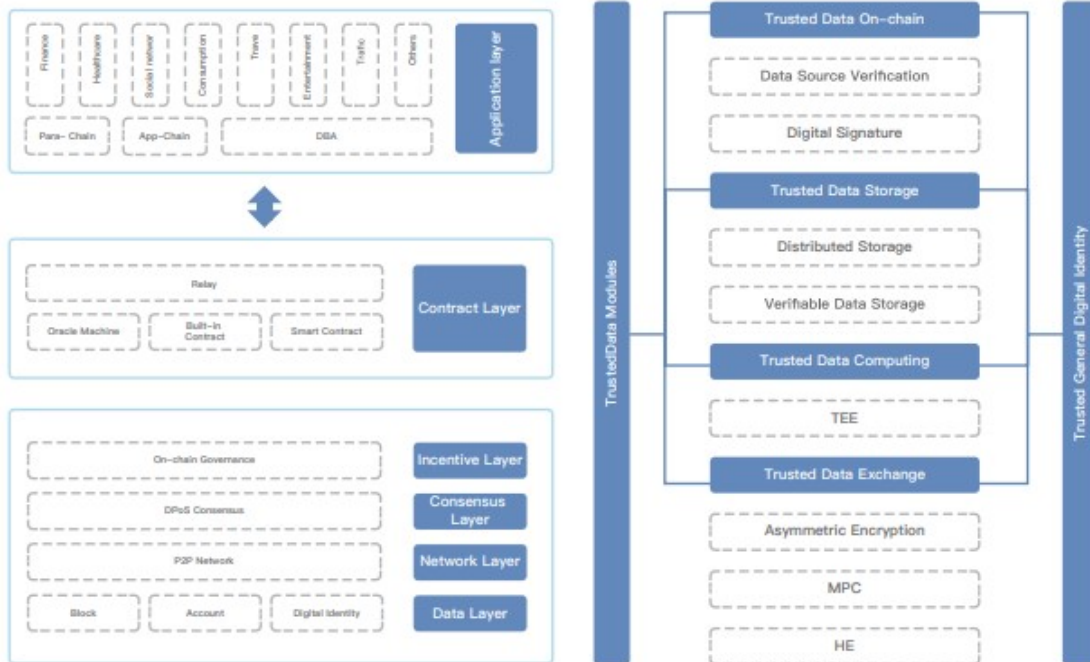 Finance
Healthcare
Social networ
Consumption
Trave
Entertainment
Trafic
Others
Application layer
Para- Chain
App-Chain
DBA
Relay
Contract Layer
Oracle Machine
Built-in
Contract
Smart Contract
On-chain Governance
Incentive Layer
DPoS Consensus
Consensus
Layer
P2P Network
Network Layer
Block
Account
Digital Identity
Data Layer
TrustedData Modules
Trusted Data On-chain
Data Source Verification
Digital Signature
Trusted Data Storage
Distributed Storage
Verifiable Data Storage
Trusted Data Computing
TEE
Trusted Data Exchange
Asymmetric Encryption
MPC
HE
Trusted General Digital Identity